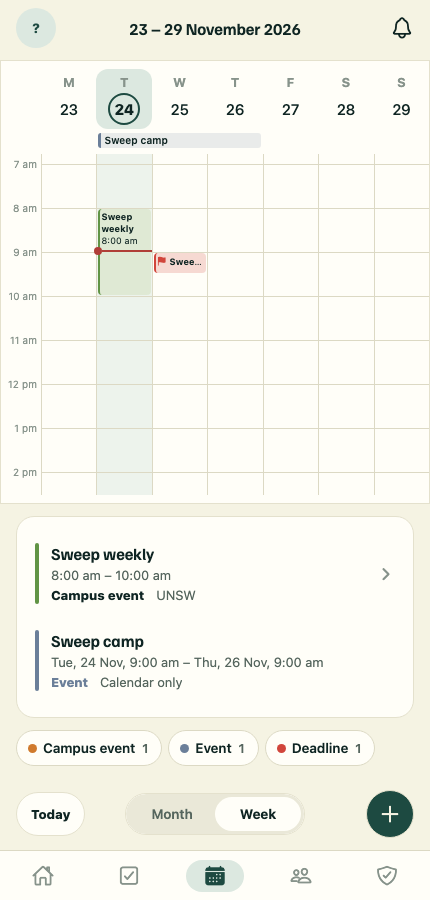 ?
23 – 29 November 2026
M T W T F S S
23 24 25 26 27 28 29
Sweep camp
7 am
8 am
Sweep
weekly
8:00 am
9 am
Swee...
10 am
11 am
12 pm
1 pm
2 pm
Sweep weekly
8:00 am – 10:00 am
Campus event UNSW
Sweep camp
Tue, 24 Nov, 9:00 am – Thu, 26 Nov, 9:00 am
Event Calendar only
Campus event 1 Event 1 Deadline 1
Today Month Week